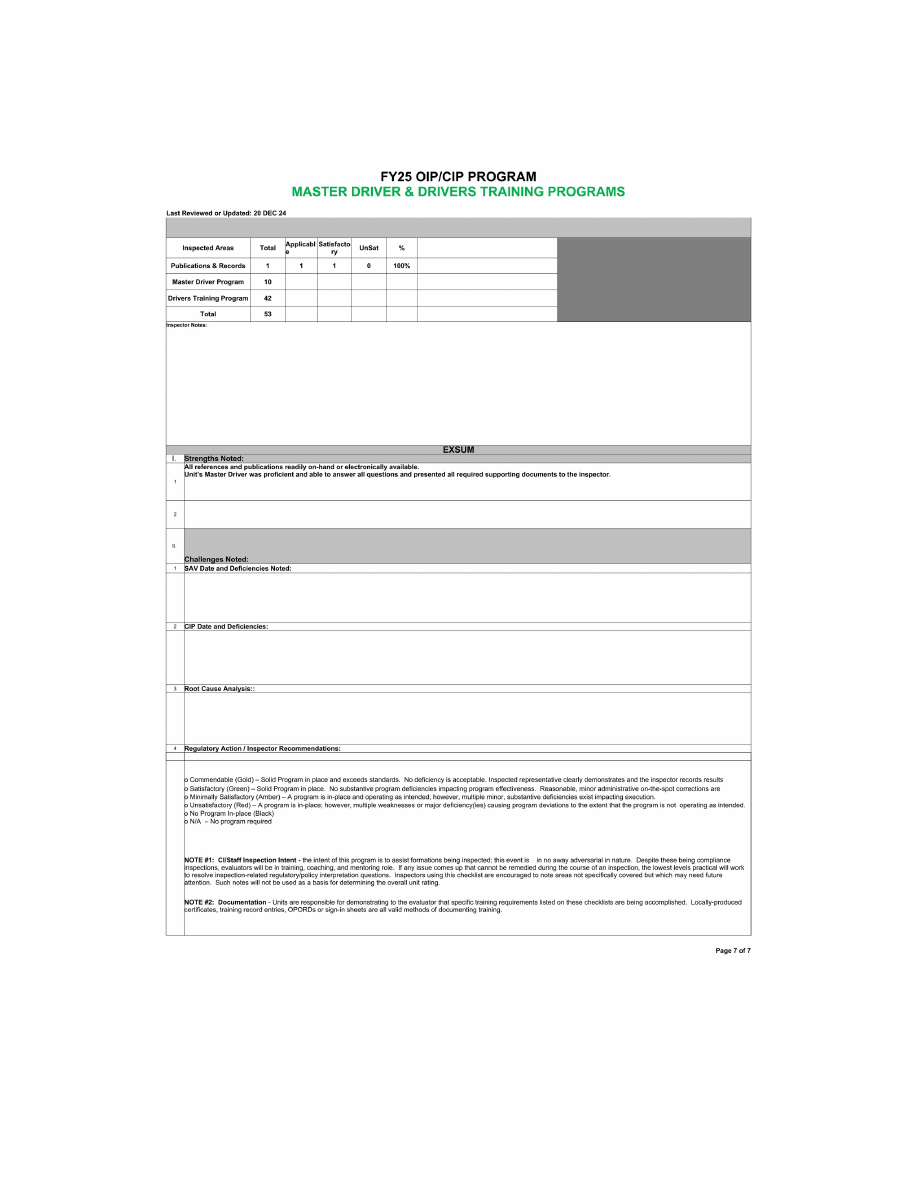 FY25 OIP/CIP PROGRAM
MASTER DRIVER & DRIVERS TRAINING PROGRAMS
Last Reviewed or Updated: 20 DEC 24
Inspected Areas Total Applicabl e Satisfacto ry UnSat %
Publications & Records 1 1 1 0 100%
Master Driver Program 10
Drivers Training Program 42
Total 53
Inspector Notes:
EXSUM
I. Strengths Noted:
All references and publications readily on-hand or electronically available.
Unit's Master Driver was proficient and able to answer all questions and presented all required supporting documents to the inspector.
1
2
II.
Challenges Noted:
1 SAV Date and Deficiencies Noted:
2 CIP Date and Deficiencies:
3 Root Cause Analysis::
4 Regulatory Action / Inspector Recommendations:
o Commendable (Gold) – Solid Program in place and exceeds standards. No deficiency is acceptable. Inspected representative clearly demonstrates and the inspector records results
o Satisfactory (Green) – Solid Program in place. No substantive program deficiencies impacting program effectiveness. Reasonable, minor administrative on-the-spot corrections are
o Minimally Satisfactory (Amber) – A program is in-place and operating as intended; however, multiple minor, substantive deficiencies exist impacting execution.
o Unsatisfactory (Red) – A program is in-place; however, multiple weaknesses or major deficiency(ies) causing program deviations to the extent that the program is not operating as intended.
o No Program In-place (Black)
o N/A – No program required
NOTE #1: CI/Staff Inspection Intent - the intent of this program is to assist formations being inspected; this event is in no away adversarial in nature. Despite these being compliance
inspections, evaluators will be in training, coaching, and mentoring role. If any issue comes up that cannot be remedied during the course of an inspection, the lowest levels practical will work
to resolve inspection-related regulatory/policy interpretation questions. Inspectors using this checklist are encouraged to note areas not specifically covered but which may need future
attention. Such notes will not be used as a basis for determining the overall unit rating.
NOTE #2: Documentation - Units are responsible for demonstrating to the evaluator that specific training requirements listed on these checklists are being accomplished. Locally-produced
certificates, training record entries, OPORDs or sign-in sheets are all valid methods of documenting training.
Page 7 of 7